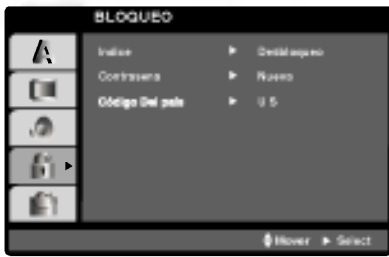 BLOQUEO
Indice ► Desbloqueo
Contrasena ► Nuevo
Código Del país ► U S
Mover ► Select